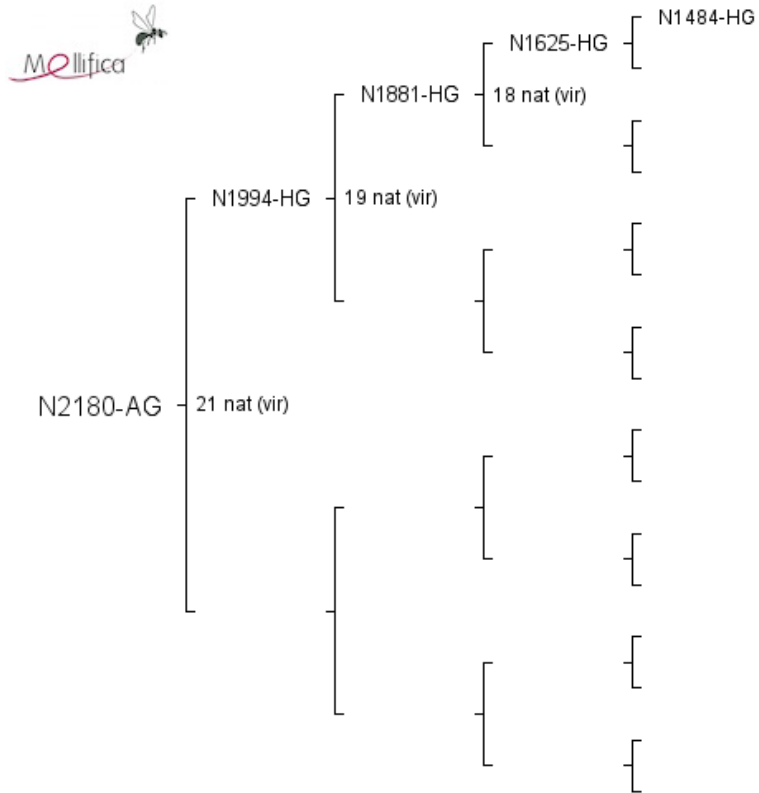 Mellifica
N1484-HG
N1625-HG
N1881-HG
18 nat (vir)
N1994-HG
19 nat (vir)
N2180-AG
21 nat (vir)